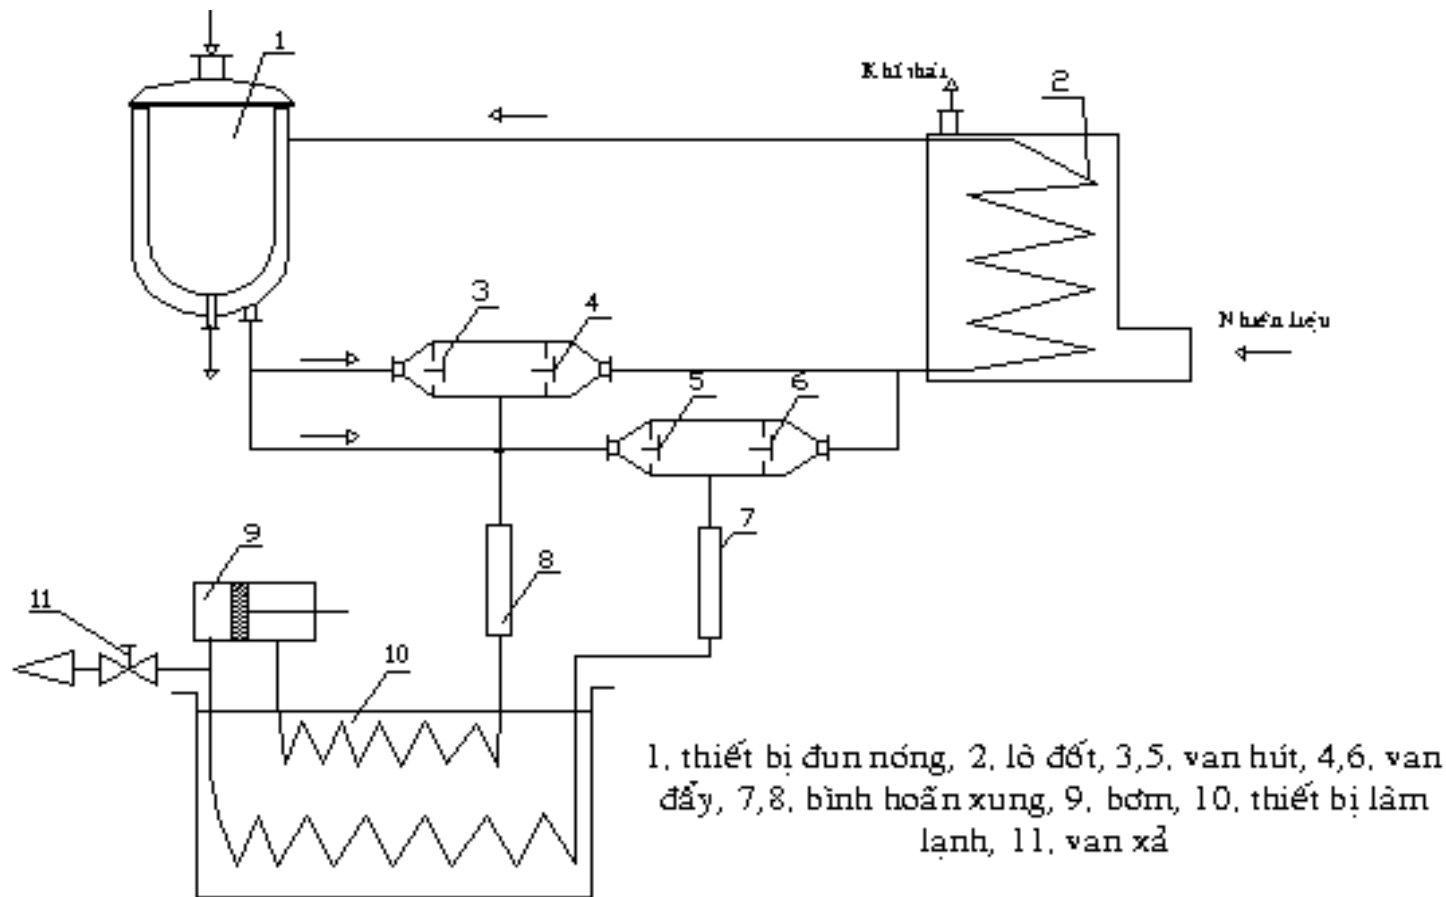 1
Khí thải
2
3
4
Nhiên liệu
5
6
7
8
9
11
10
1, thiết bị đun nóng, 2, lò đốt, 3,5, van hút, 4,6, van
đẩy, 7,8, bình hoãn xung, 9, bơm, 10, thiết bị làm
lạnh, 11, van xả